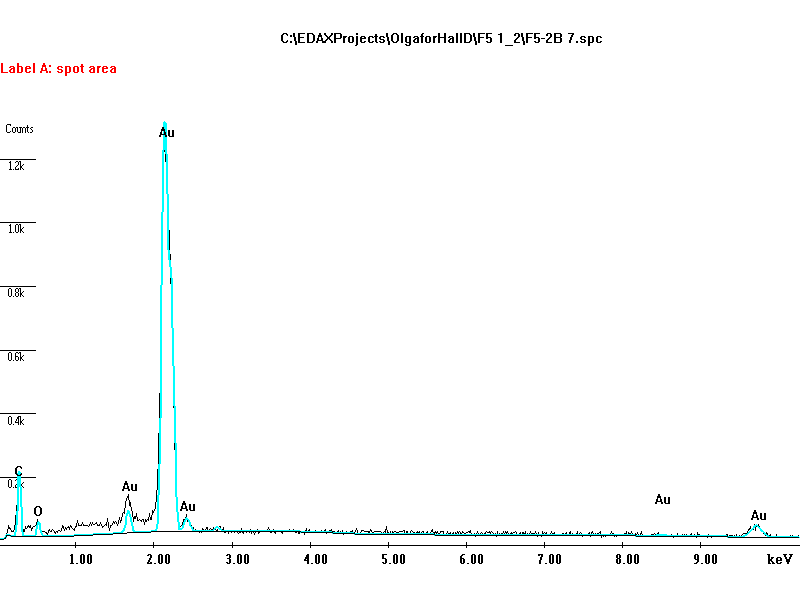 C:\EDAXProjects\OlgaforHallD\F5 1_2\F5-2B 7.spc
Label A: spot area
Counts
Au
1.2k
1.0k
0.8k
0.6k
0.4k
C
0.2k
Au
Au
Au
O
Au
1.00 2.00 3.00 4.00 5.00 6.00 7.00 8.00 9.00 keV